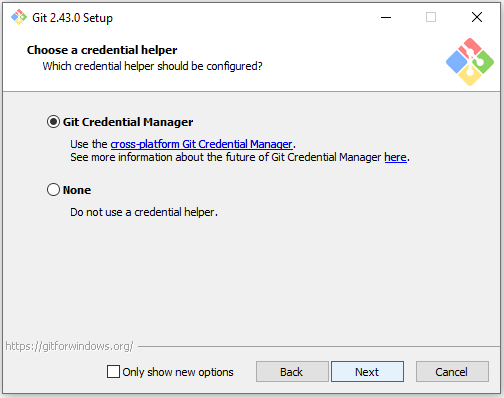 Git 2.43.0 Setup
Choose a credential helper
Which credential helper should be configured?
Git Credential Manager
Use the cross-platform Git Credential Manager.
See more information about the future of Git Credential Manager here.
None
Do not use a credential helper.
https://gitforwindows.org/
Only show new options
Back
Next
Cancel